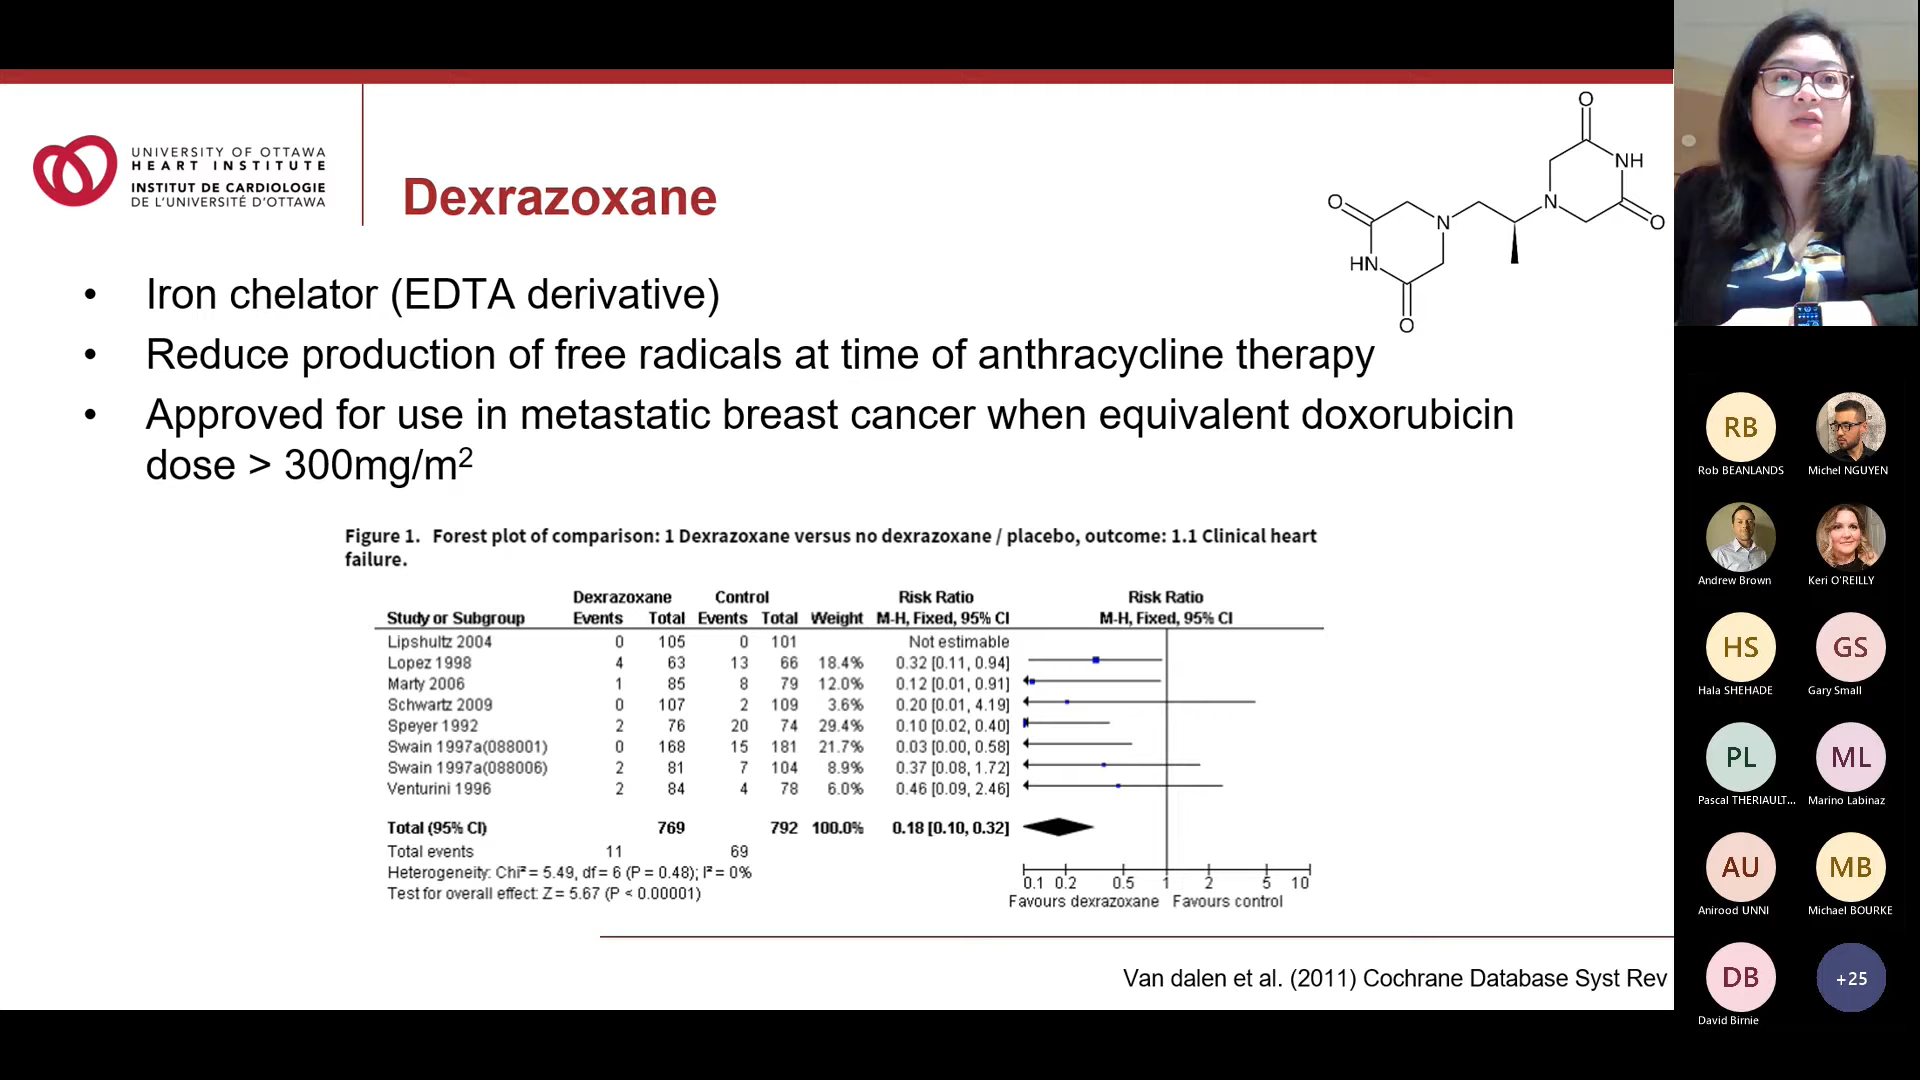 UNIVERSITY OF OTTAWA
HEART INSTITUTE
INSTITUT DE CARDIOLOGIE
DE L'UNIVERSITÉ D'OTTAWA
Dexrazoxane
O
NH
N
O
O
N
HN
O
• Iron chelator (EDTA derivative)
• Reduce production of free radicals at time of anthracycline therapy
• Approved for use in metastatic breast cancer when equivalent doxorubicin
dose > 300mg/m²
Figure 1. Forest plot of comparison: 1 Dexrazoxane versus no dexrazoxane / placebo, outcome: 1.1 Clinical heart
failure.
Dexrazoxane Control Risk Ratio Risk Ratio
Study or Subgroup Events Total Events Total Weight M-H, Fixed, 95% CI M-H, Fixed, 95% CI
Lipshultz 2004 0 105 0 101 Not estimable
Lopez 1998 4 63 13 66 18.4% 0.32 [0.11, 0.94]
Marty 2006 1 85 8 79 12.0% 0.12 [0.01, 0.91]
Schwartz 2009 0 107 2 109 3.6% 0.20 [0.01, 4.19]
Speyer 1992 2 76 20 74 29.4% 0.10 [0.02, 0.40]
Swain 1997a(088001) 0 168 15 181 21.7% 0.03 [0.00, 0.58]
Swain 1997a(088006) 2 81 7 104 8.9% 0.37 [0.08, 1.72]
Venturini 1996 2 84 4 78 6.0% 0.46 [0.09, 2.46]
Total (95% CI) 769 792 100.0% 0.18 [0.10, 0.32]
Total events 11 69
Heterogeneity: Chi² = 5.49, df = 6 (P = 0.48); I² = 0%
Test for overall effect: Z = 5.67 (P < 0.00001)
0.1 0.2 0.5 1 2 5 10
Favours dexrazoxane Favours control
Van dalen et al. (2011) Cochrane Database Syst Rev
RB
Rob BEANLANDS Michel NGUYEN
Andrew Brown Keri O'REILLY
HS GS
Hala SHEHADE Gary Small
PL ML
Pascal THERIAULT... Marino Labinaz
AU MB
Anirood UNNI Michael BOURKE
DB +25
David Birnie